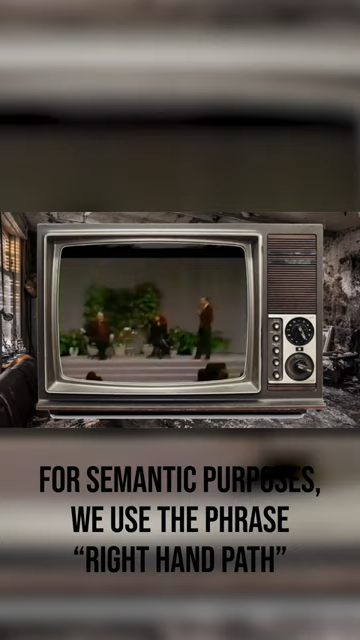 FOR SEMANTIC PURPOSES,
WE USE THE PHRASE
“RIGHT HAND PATH”